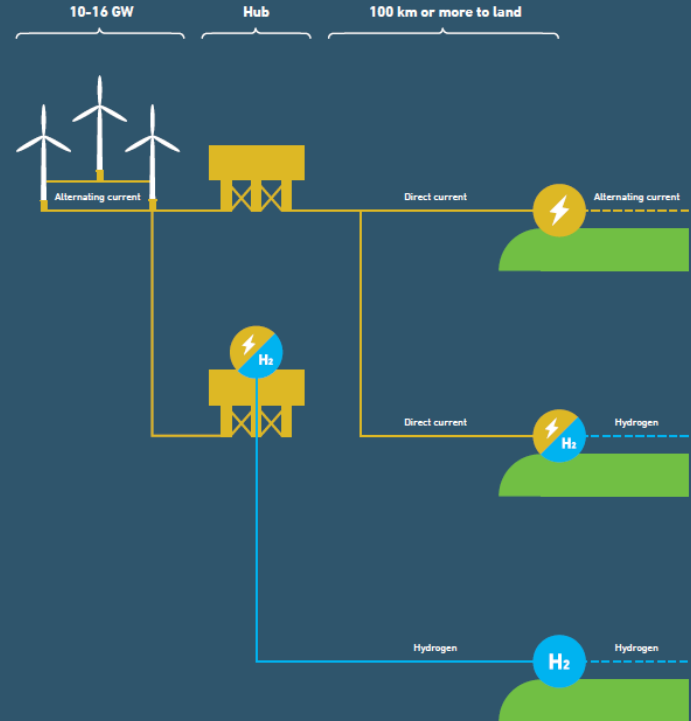 10-16 GW
Hub
100 km or more to land
Alternating current
Direct current
Alternating current
H₂
Direct current
H₂
Hydrogen
Hydrogen
H₂
Hydrogen